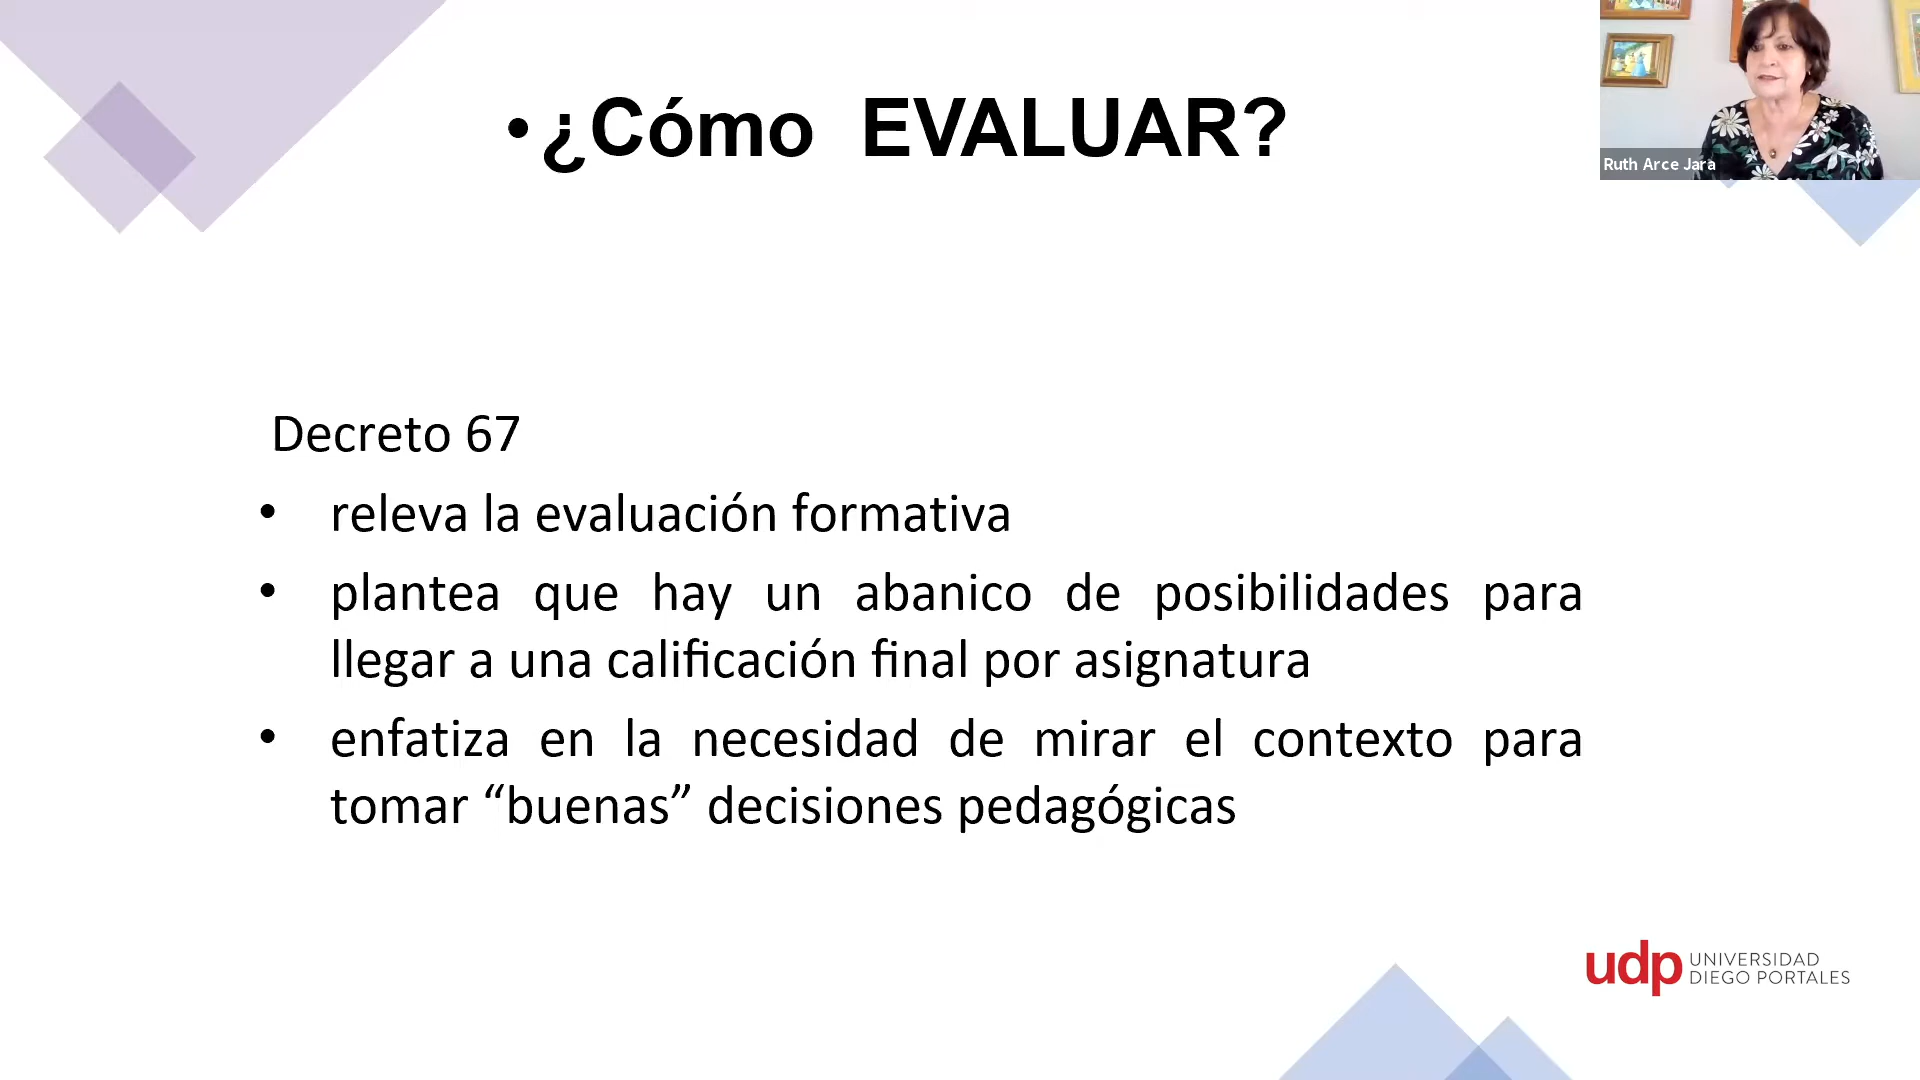 •¿Cómo EVALUAR?
Ruth Arce Jara
Decreto 67
• releva la evaluación formativa
• plantea que hay un abanico de posibilidades para
llegar a una calificación final por asignatura
• enfatiza en la necesidad de mirar el contexto para
tomar “buenas” decisiones pedagógicas
udp UNIVERSIDAD
DIEGO PORTALES